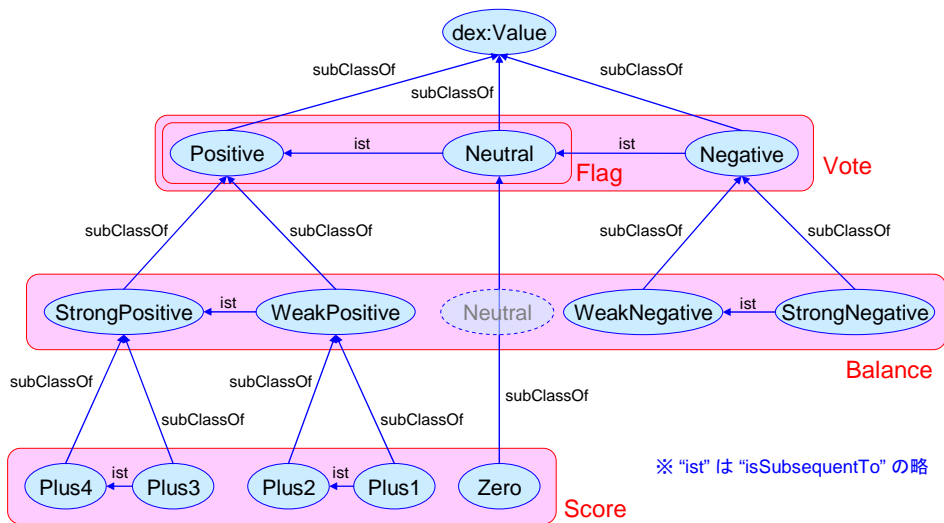 dex:Value
subClassOf
subClassOf
subClassOf
Positive
ist
Neutral
ist
Negative
Flag
Vote
subClassOf
subClassOf
subClassOf
subClassOf
StrongPositive
ist
WeakPositive
Neutral
WeakNegative
ist
StrongNegative
Balance
subClassOf
subClassOf
subClassOf
subClassOf
subClassOf
Plus4
ist
Plus3
Plus2
ist
Plus1
Zero
Score
※ “ist” は “isSubsequentTo” の略